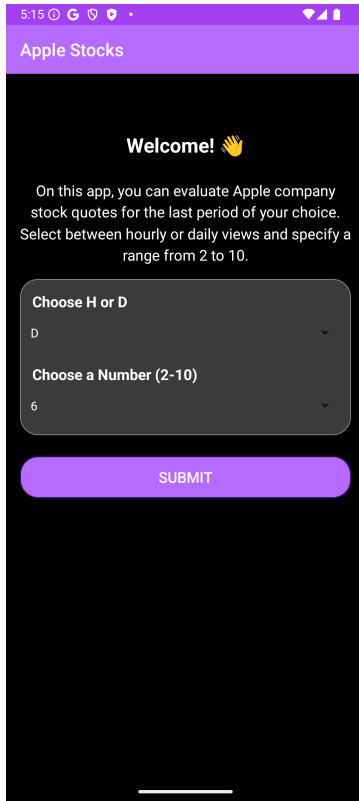 5:15
Apple Stocks
Welcome! 👋
On this app, you can evaluate Apple company
stock quotes for the last period of your choice.
Select between hourly or daily views and specify a
range from 2 to 10.
Choose H or D
D
Choose a Number (2-10)
6
SUBMIT